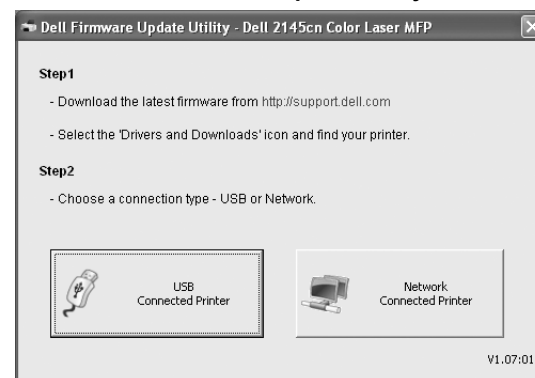 Dell Firmware Update Utility - Dell 2145cn Color Laser MFP
Step1
- Download the latest firmware from http://support.dell.com
- Select the 'Drivers and Downloads' icon and find your printer.
Step2
- Choose a connection type - USB or Network.
USB
Connected Printer
Network
Connected Printer
V1.07:01